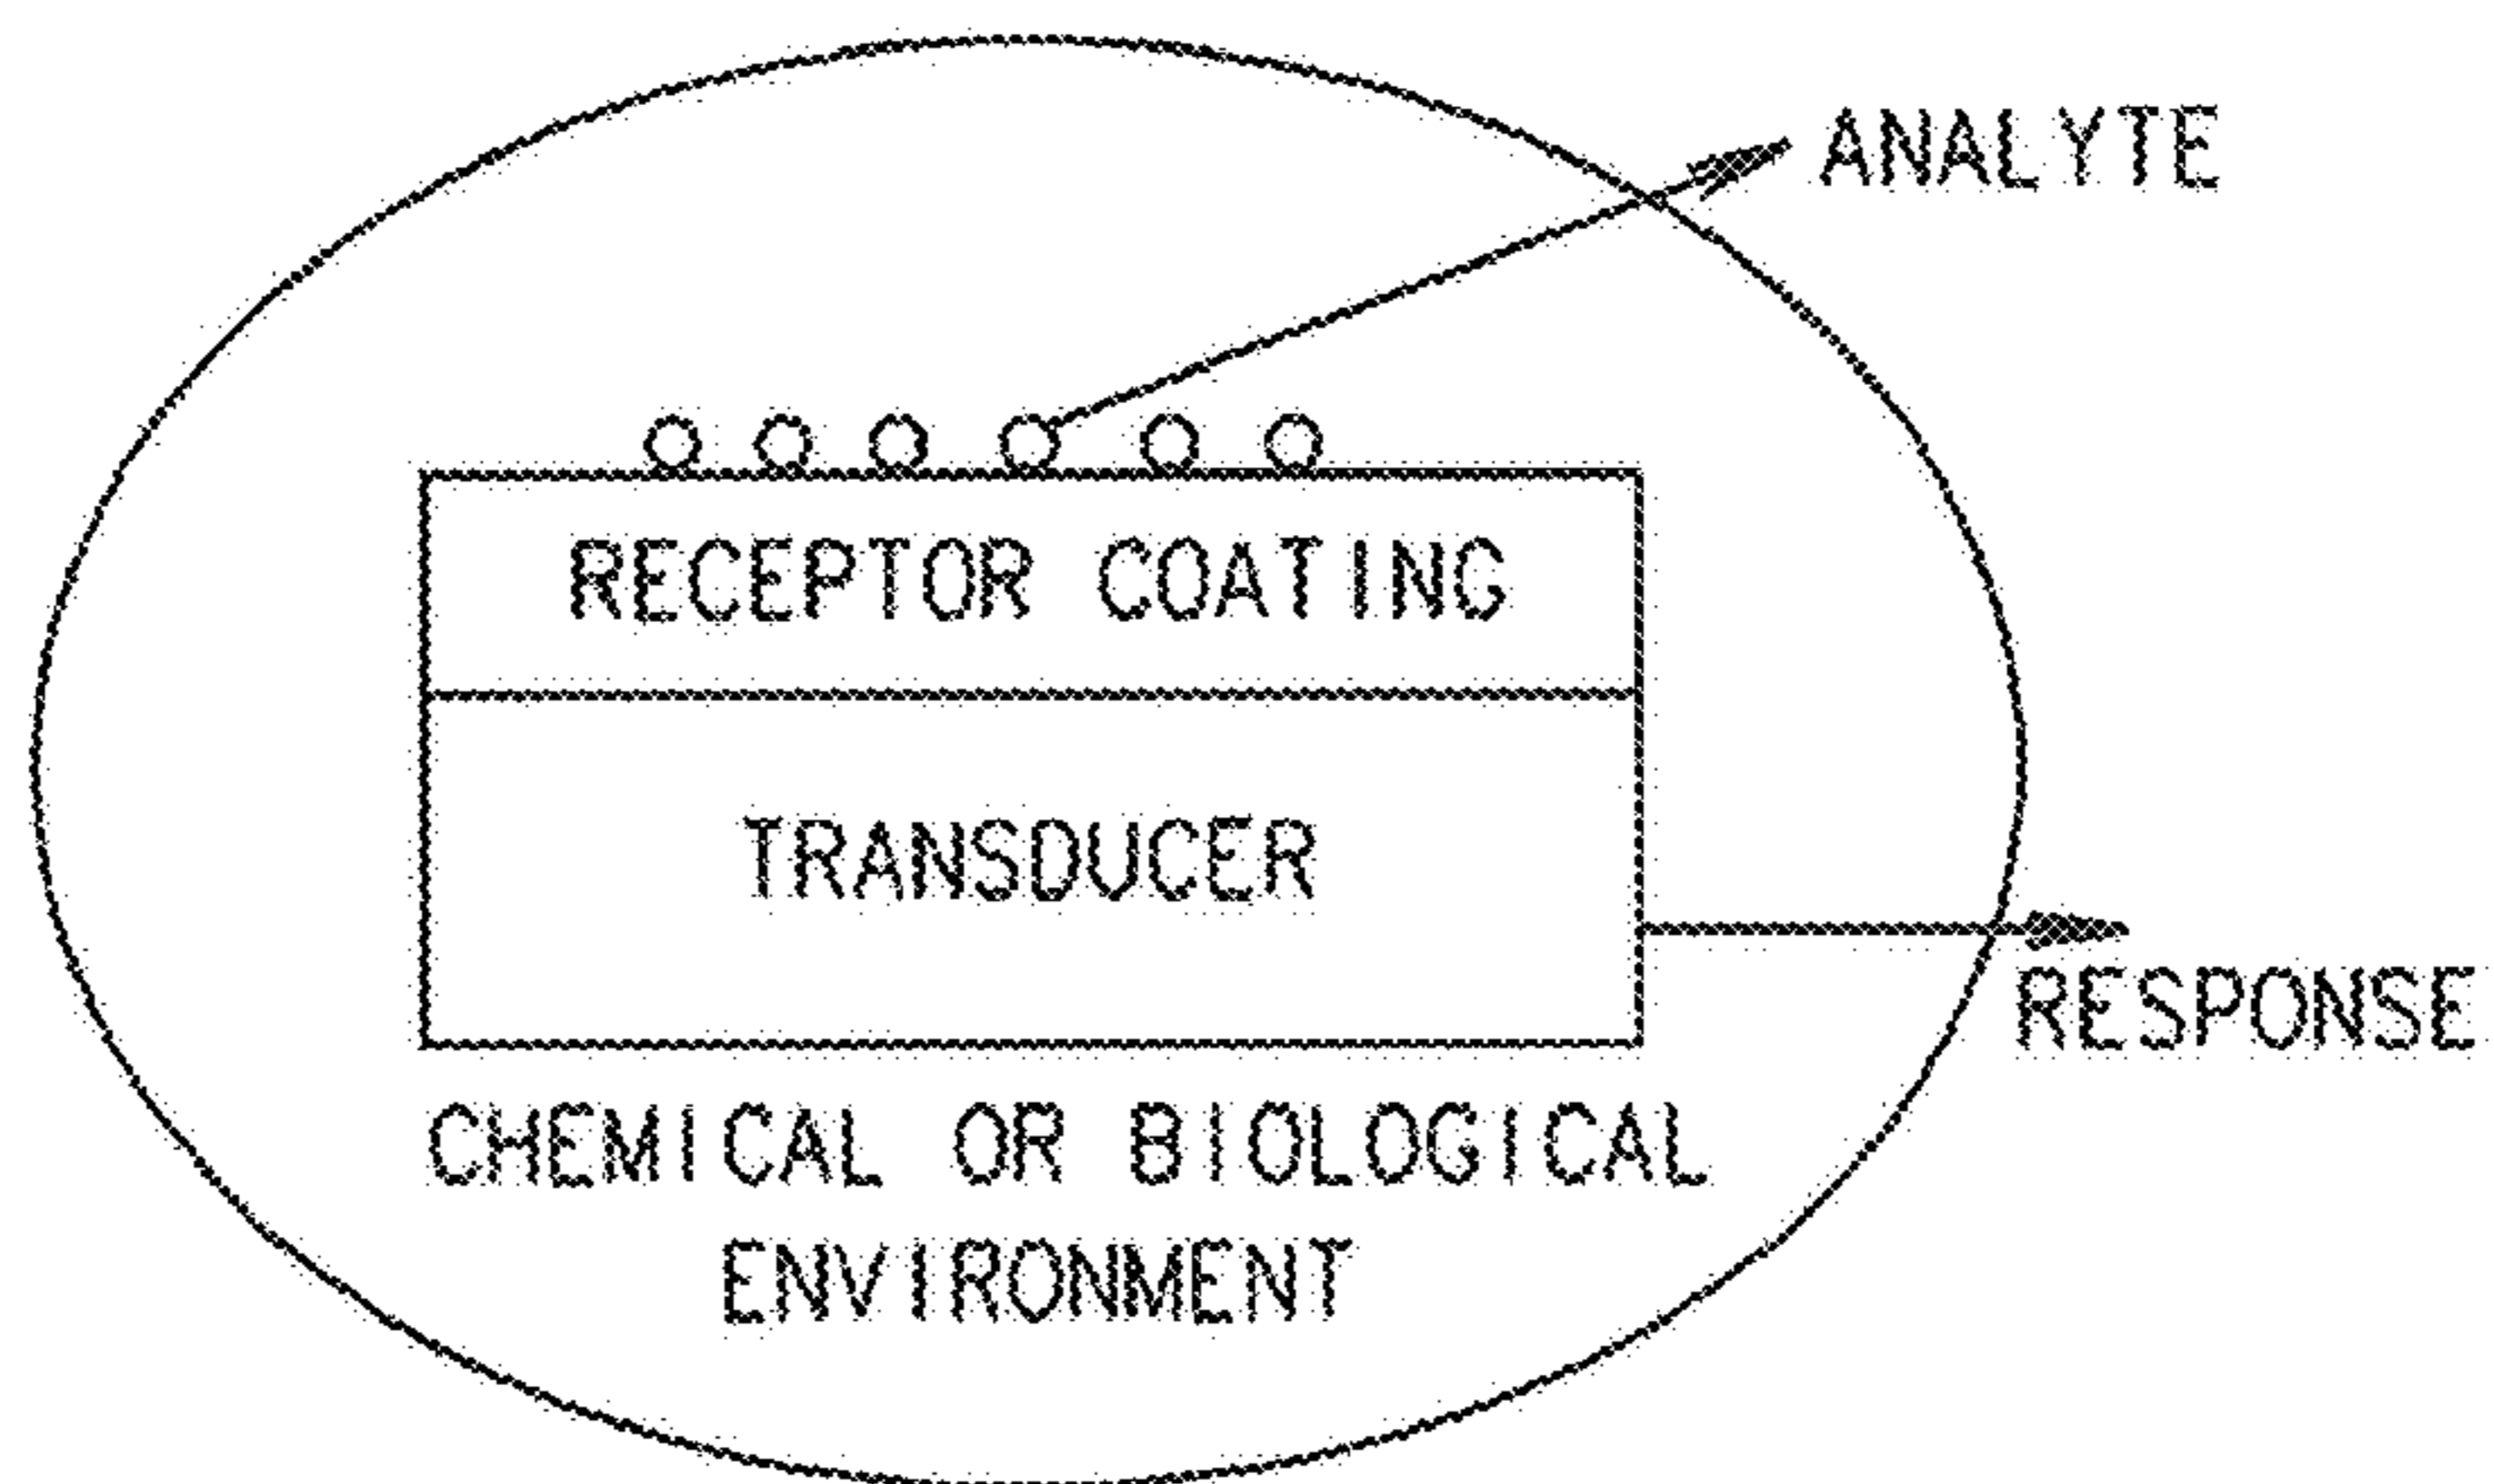 ANALYTE
RECEPTOR COATING
TRANSDUCER
RESPONSE
CHEMICAL OR BIOLOGICAL
ENVIRONMENT